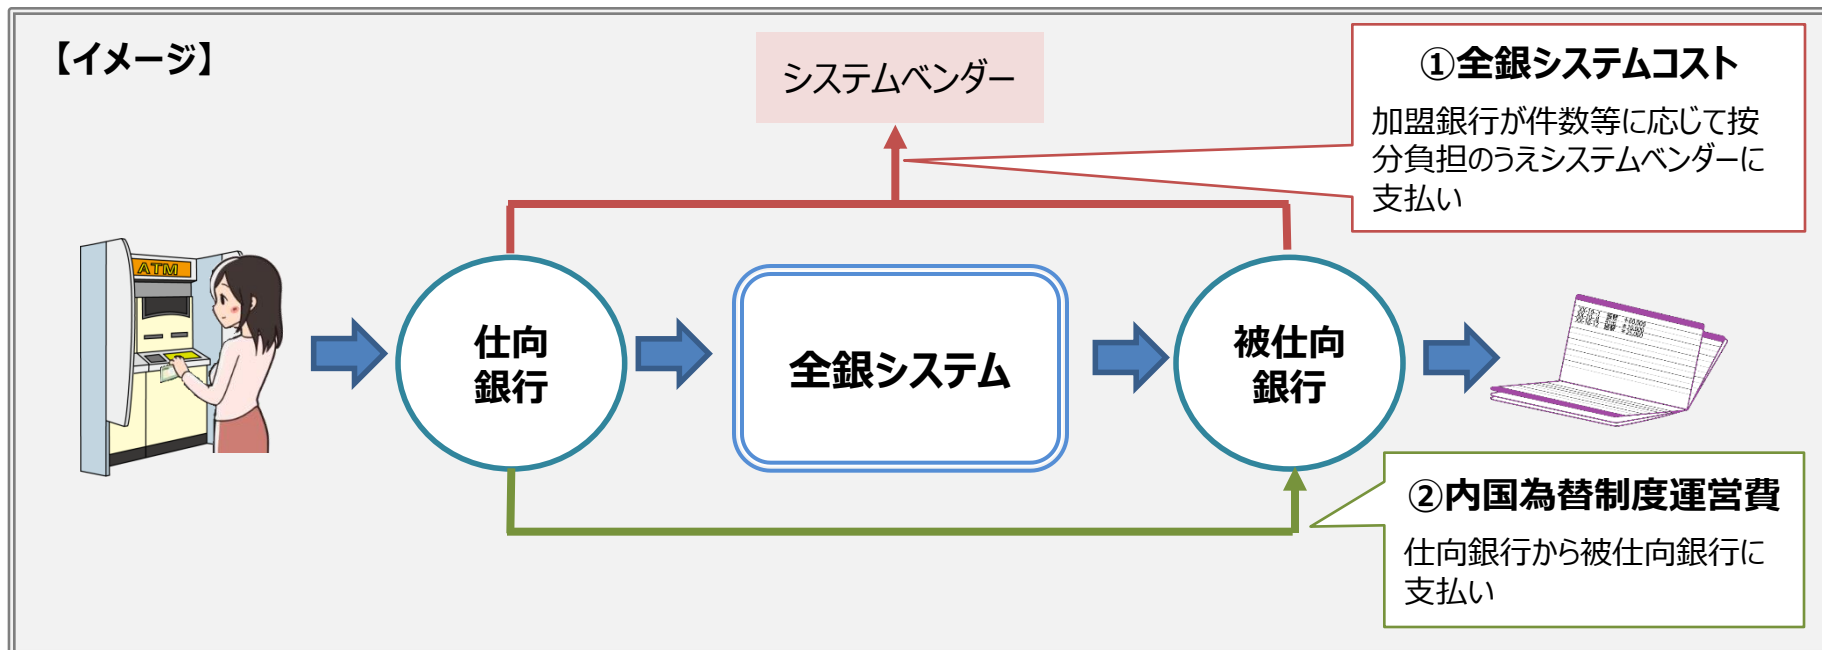 【イメージ】
システムベンダー
①全銀システムコスト
加盟銀行が件数等に応じて按
分負担のうえシステムベンダーに
支払い
ATM
仕向
銀行
全銀システム
被仕向
銀行
②内国為替制度運営費
仕向銀行から被仕向銀行に
支払い